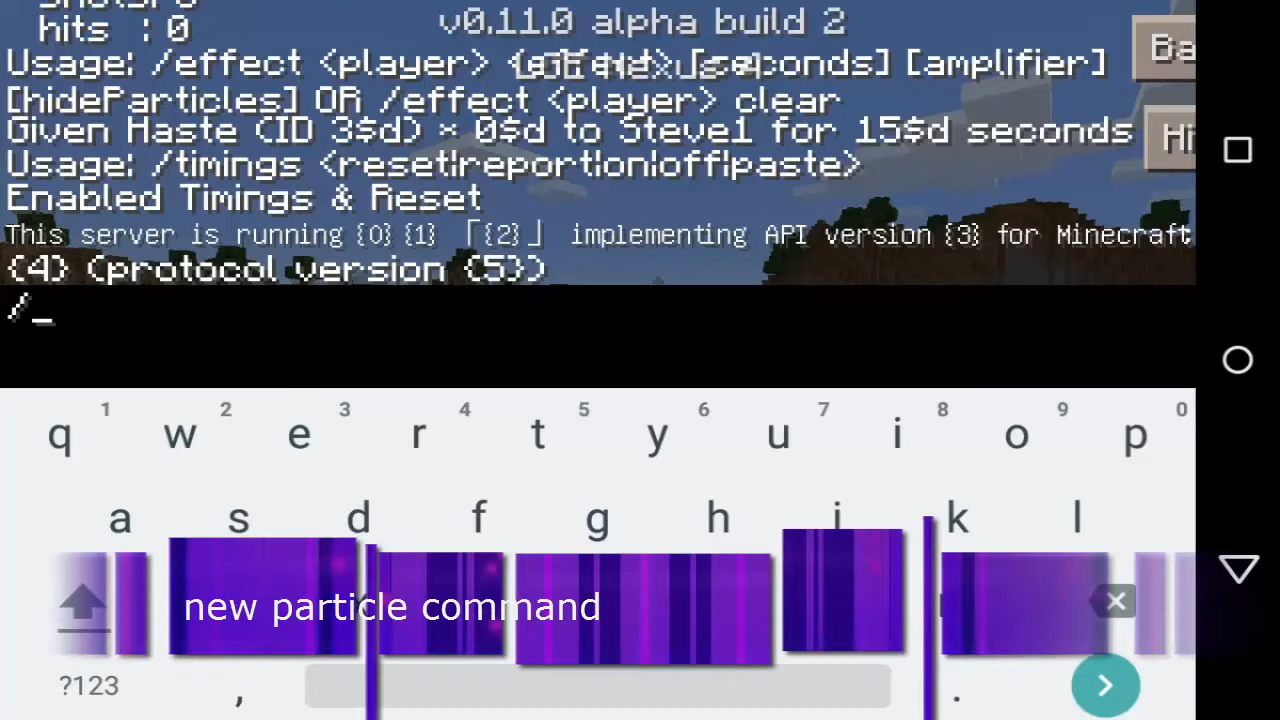 hits : 0
v0.11.0 alpha build 2
Usage: /effect <player> <effect> [seconds] [amplifier]
[hideParticles] OR /effect <player> clear
Given Haste (ID 3$d) × 0$d to Steve1 for 15$d seconds
Usage: /timings <reset|report|on|off|paste>
Enabled Timings & Reset
This server is running {0} {1} 「{2}」 implementing API version {3} for Minecraft
{4} (protocol version {5})
/_
1 2 3 4 5 6 7 8 9 0
q w e r t y u i o p
a s d f g h j k l
new particle command
?123 , .